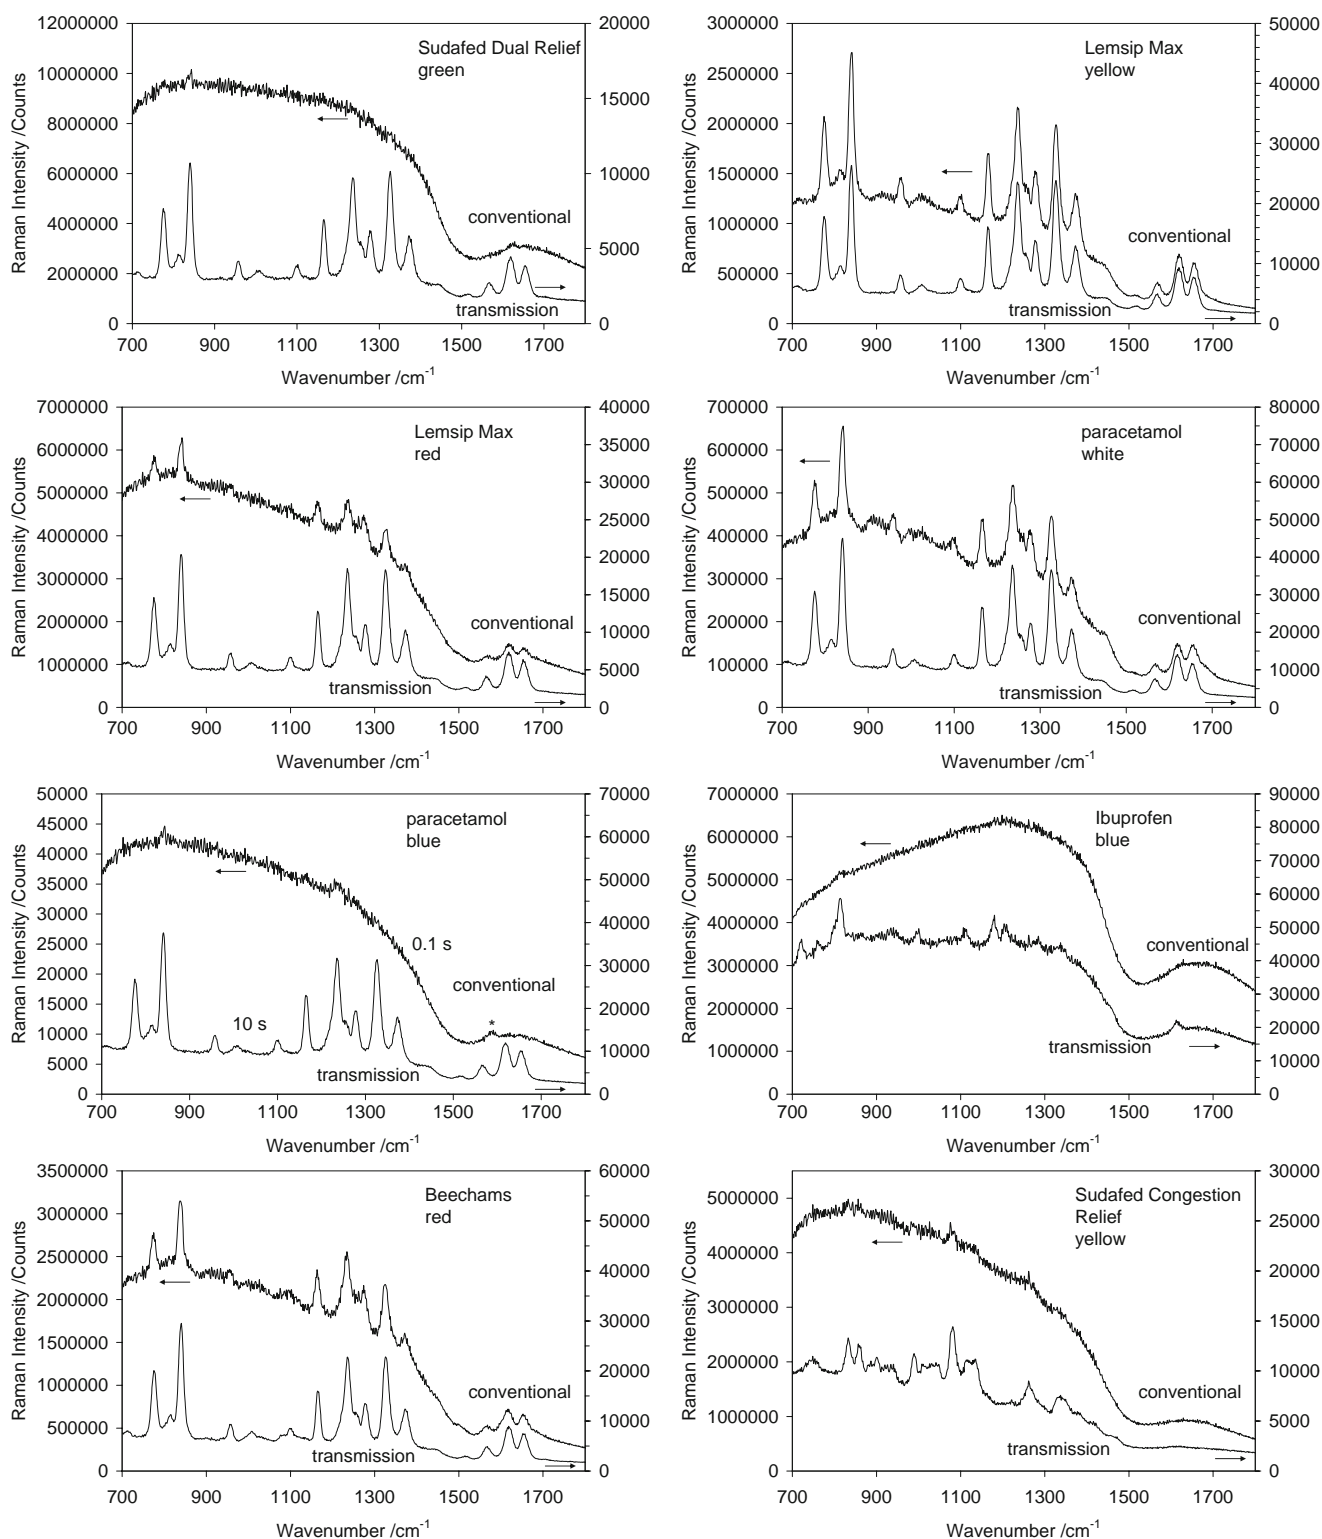 Sudafed Dual Relief
green
Raman Intensity /Counts
12000000
10000000
8000000
6000000
4000000
2000000
0
20000
15000
10000
5000
0
conventional
transmission
700 900 1100 1300 1500 1700
Wavenumber /cm-1
Lemsip Max
yellow
Raman Intensity /Counts
3000000
2500000
2000000
1500000
1000000
500000
0
50000
40000
30000
20000
10000
0
conventional
transmission
700 900 1100 1300 1500 1700
Wavenumber /cm-1
Lemsip Max
red
Raman Intensity /Counts
7000000
6000000
5000000
4000000
3000000
2000000
1000000
0
40000
35000
30000
25000
20000
15000
10000
5000
0
conventional
transmission
700 900 1100 1300 1500 1700
Wavenumber /cm-1
paracetamol
white
Raman Intensity /Counts
700000
600000
500000
400000
300000
200000
100000
0
80000
70000
60000
50000
40000
30000
20000
10000
0
conventional
transmission
700 900 1100 1300 1500 1700
Wavenumber /cm-1
paracetamol
blue
Raman Intensity /Counts
50000
45000
40000
35000
30000
25000
20000
15000
10000
5000
0
70000
60000
50000
40000
30000
20000
10000
0
0.1 s
conventional
*
10 s
transmission
700 900 1100 1300 1500 1700
Wavenumber /cm-1
Ibuprofen
blue
Raman Intensity /Counts
7000000
6000000
5000000
4000000
3000000
2000000
1000000
0
90000
80000
70000
60000
50000
40000
30000
20000
10000
0
conventional
transmission
700 900 1100 1300 1500 1700
Wavenumber /cm-1
Beechams
red
Raman Intensity /Counts
3500000
3000000
2500000
2000000
1500000
1000000
500000
0
60000
50000
40000
30000
20000
10000
0
conventional
transmission
700 900 1100 1300 1500 1700
Wavenumber /cm-1
Sudafed Congestion
Relief
yellow
Raman Intensity /Counts
5000000
4000000
3000000
2000000
1000000
0
30000
25000
20000
15000
10000
5000
0
conventional
transmission
700 900 1100 1300 1500 1700
Wavenumber /cm-1